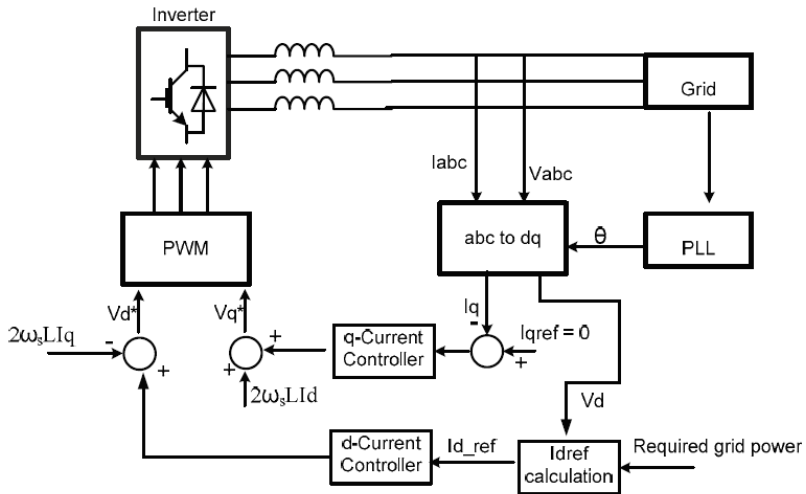 Inverter
Grid
Iabc
Vabc
PWM
abc to dq
θ
PLL
Vd*
Vq*
Iq
2ωsLIq
-
+
+
+
q-Current
Controller
-
+
Iqref = 0
2ωsLId
Vd
d-Current
Controller
Id_ref
Idref
calculation
Required grid power